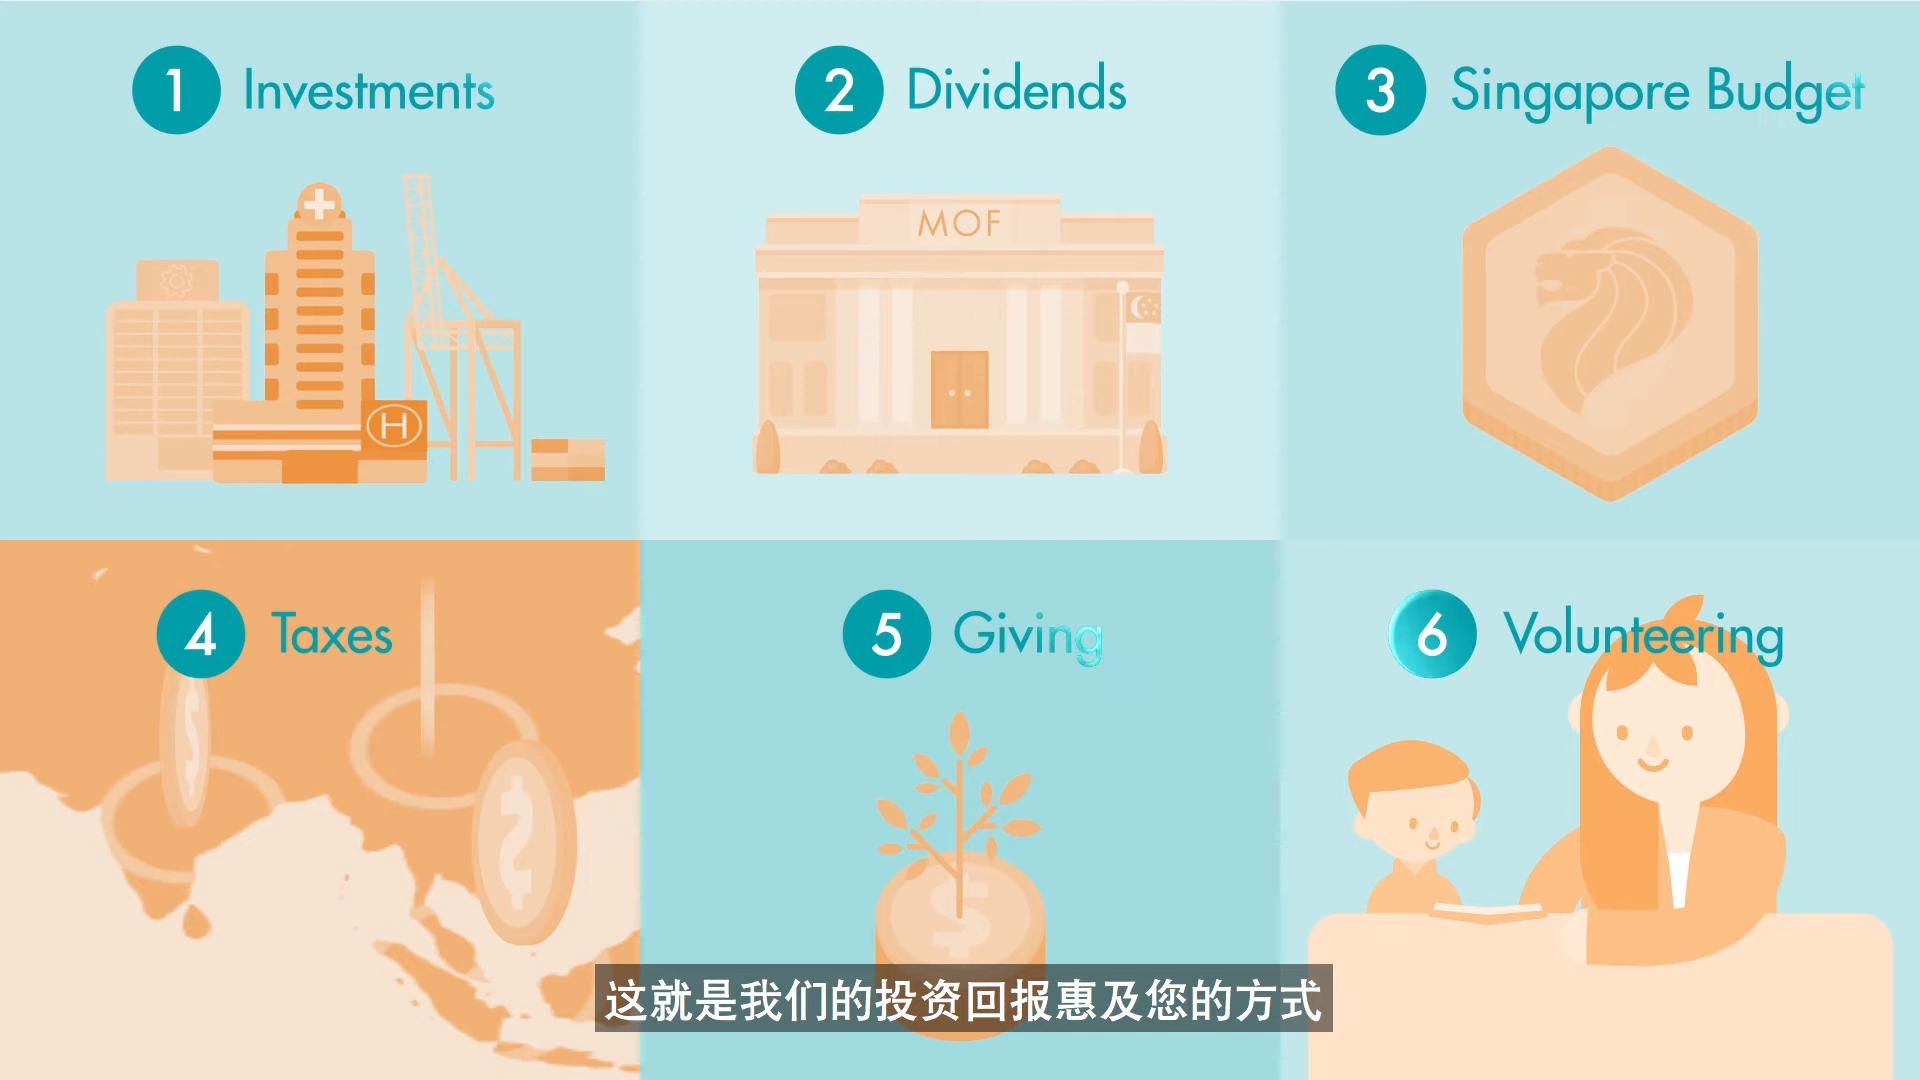 1 Investments
2 Dividends
3 Singapore Budget
MOF
H
4 Taxes
5 Giving
6 Volunteering
$
$
$
这就是我们的投资回报惠及您的方式